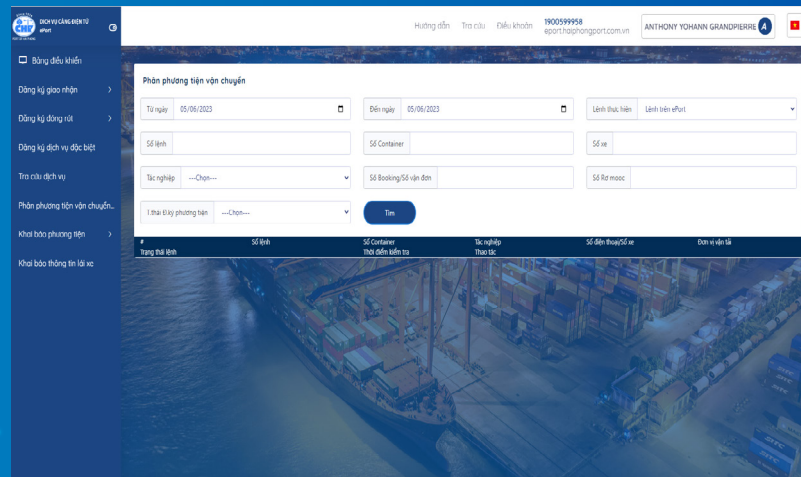 DỊCH VỤ CẢNG ĐIỆN TỬ
ePort
CHP
Hướng dẫn Tra cứu Điều khoản 1900599958
eport.haiphongport.com.vn
ANTHONY YOHANN GRANDPIERRE A
Bảng điều khiển
Đăng ký giao nhận
Đăng ký đóng rút
Đăng ký dịch vụ đặc biệt
Tra cứu dịch vụ
Phân phương tiện vận chuyển...
Khai báo phương tiện
Khai báo thông tin lái xe
Phân phương tiện vận chuyển
Từ ngày 05/06/2023 Đến ngày 05/06/2023 Lệnh thực hiện Lệnh trên ePort
Số lệnh Số Container Số xe
Tác nghiệp ---Chọn--- Số Booking/Số vận đơn Số Rơ mooc
T.thái Đ.ký phương tiện ---Chọn--- Tìm
# Số lệnh Số Container Tác nghiệp Số điện thoại/Số xe Đơn vị vận tải
Trạng thái lệnh Thời điểm kiểm tra Thao tác
SITC
SITC
SITC